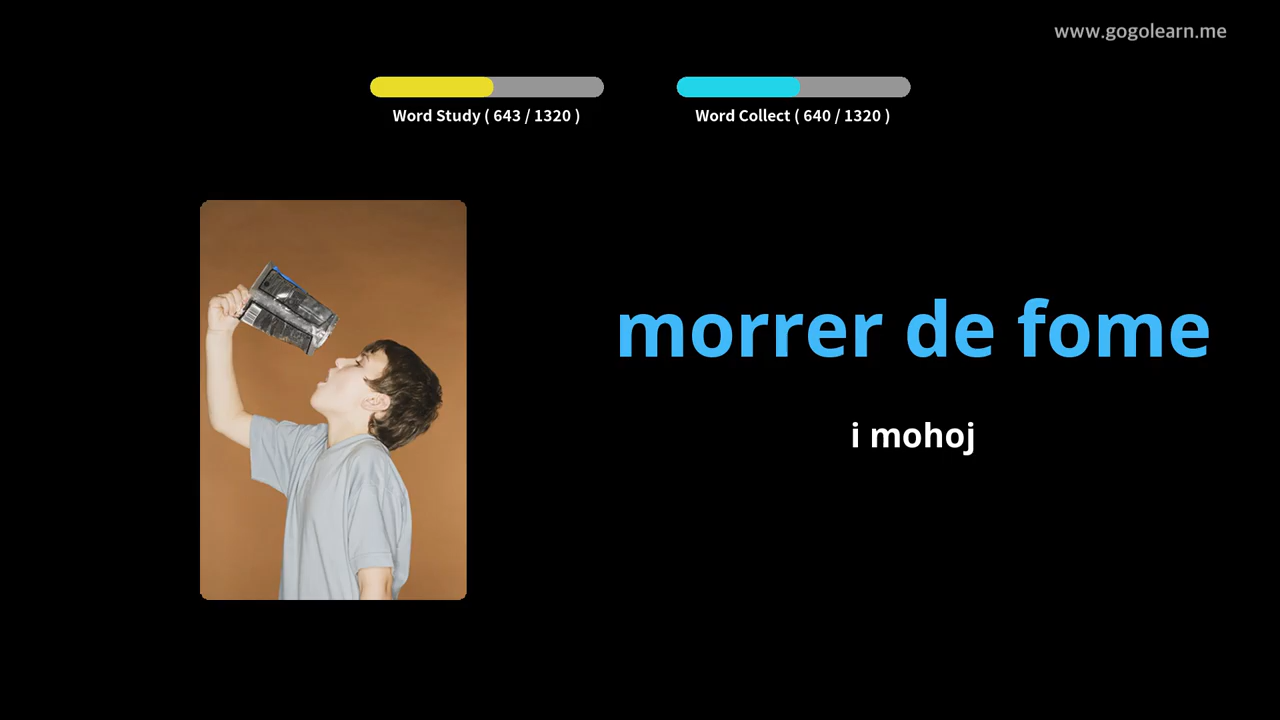 www.gogolearn.me
Word Study ( 643 / 1320 )
Word Collect ( 640 / 1320 )
morrer de fome
i mohoj